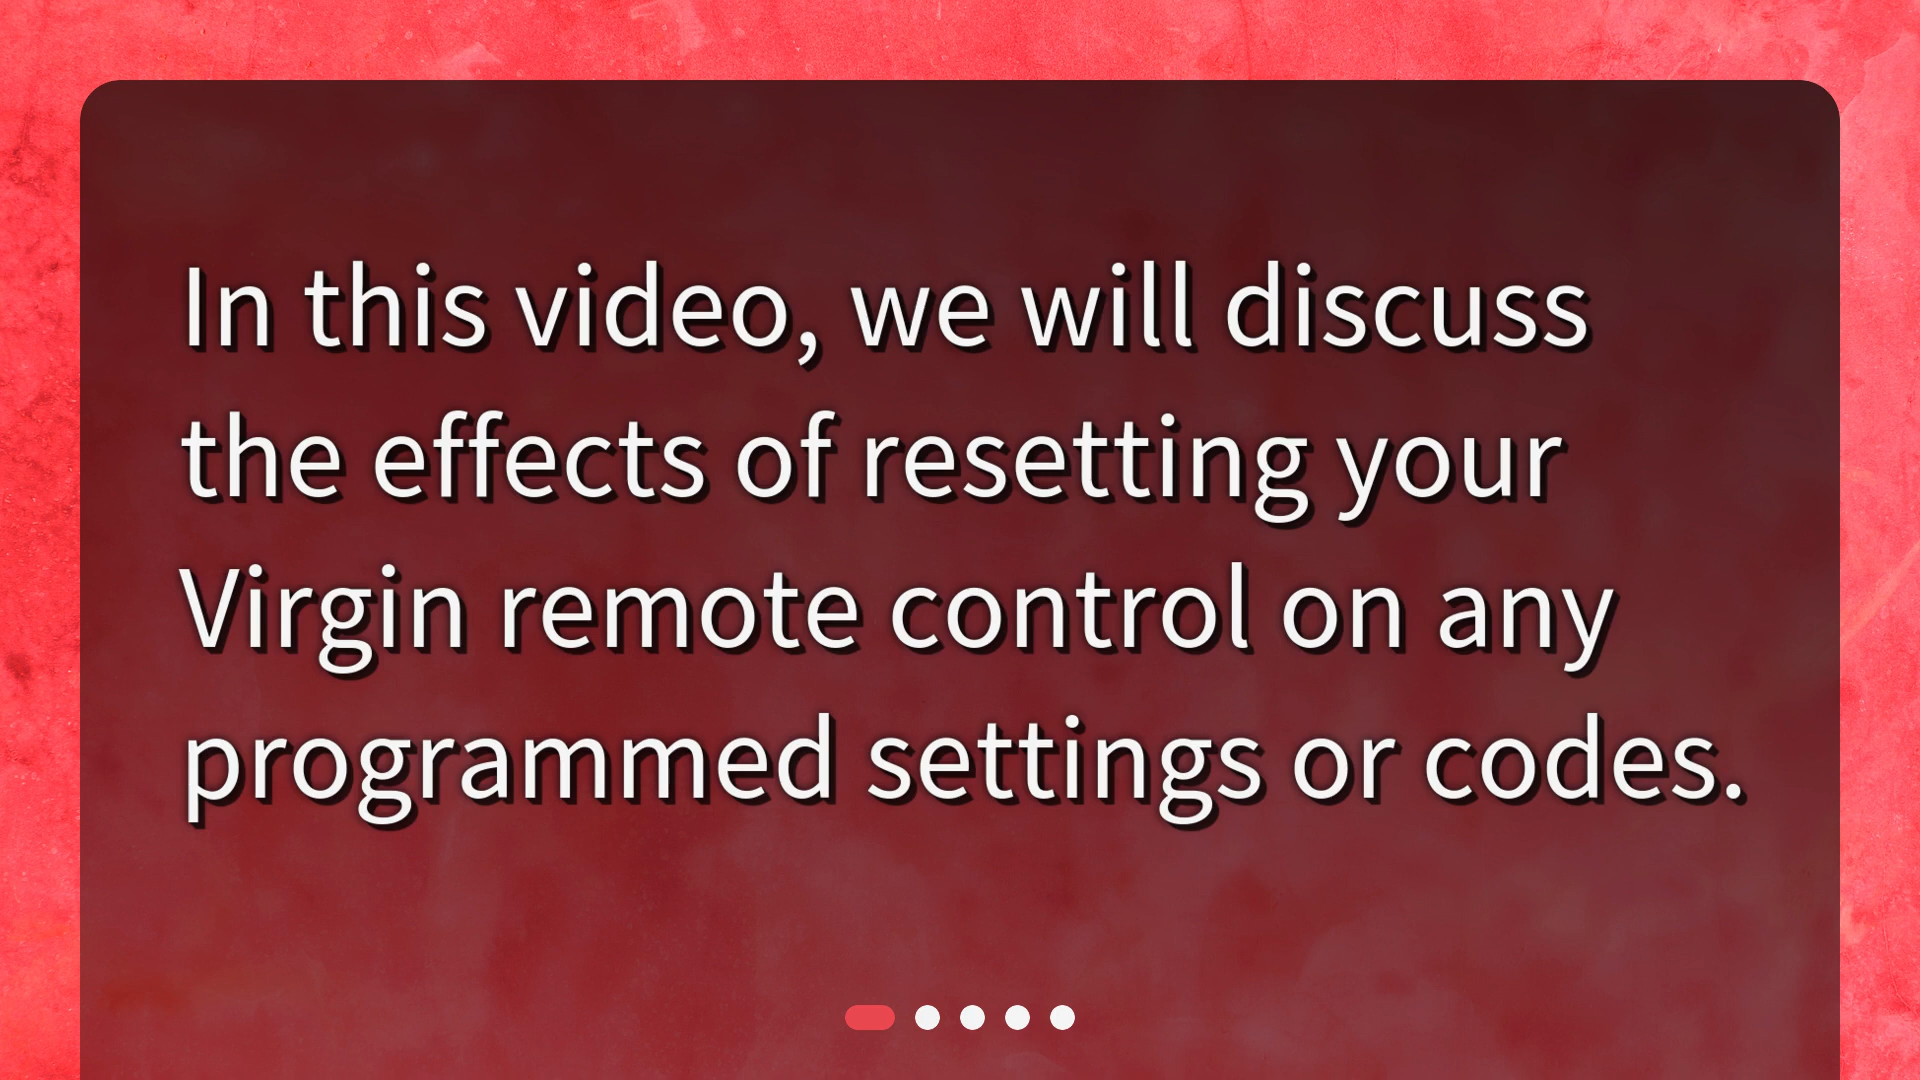 In this video, we will discuss
the effects of resetting your
Virgin remote control on any
programmed settings or codes.